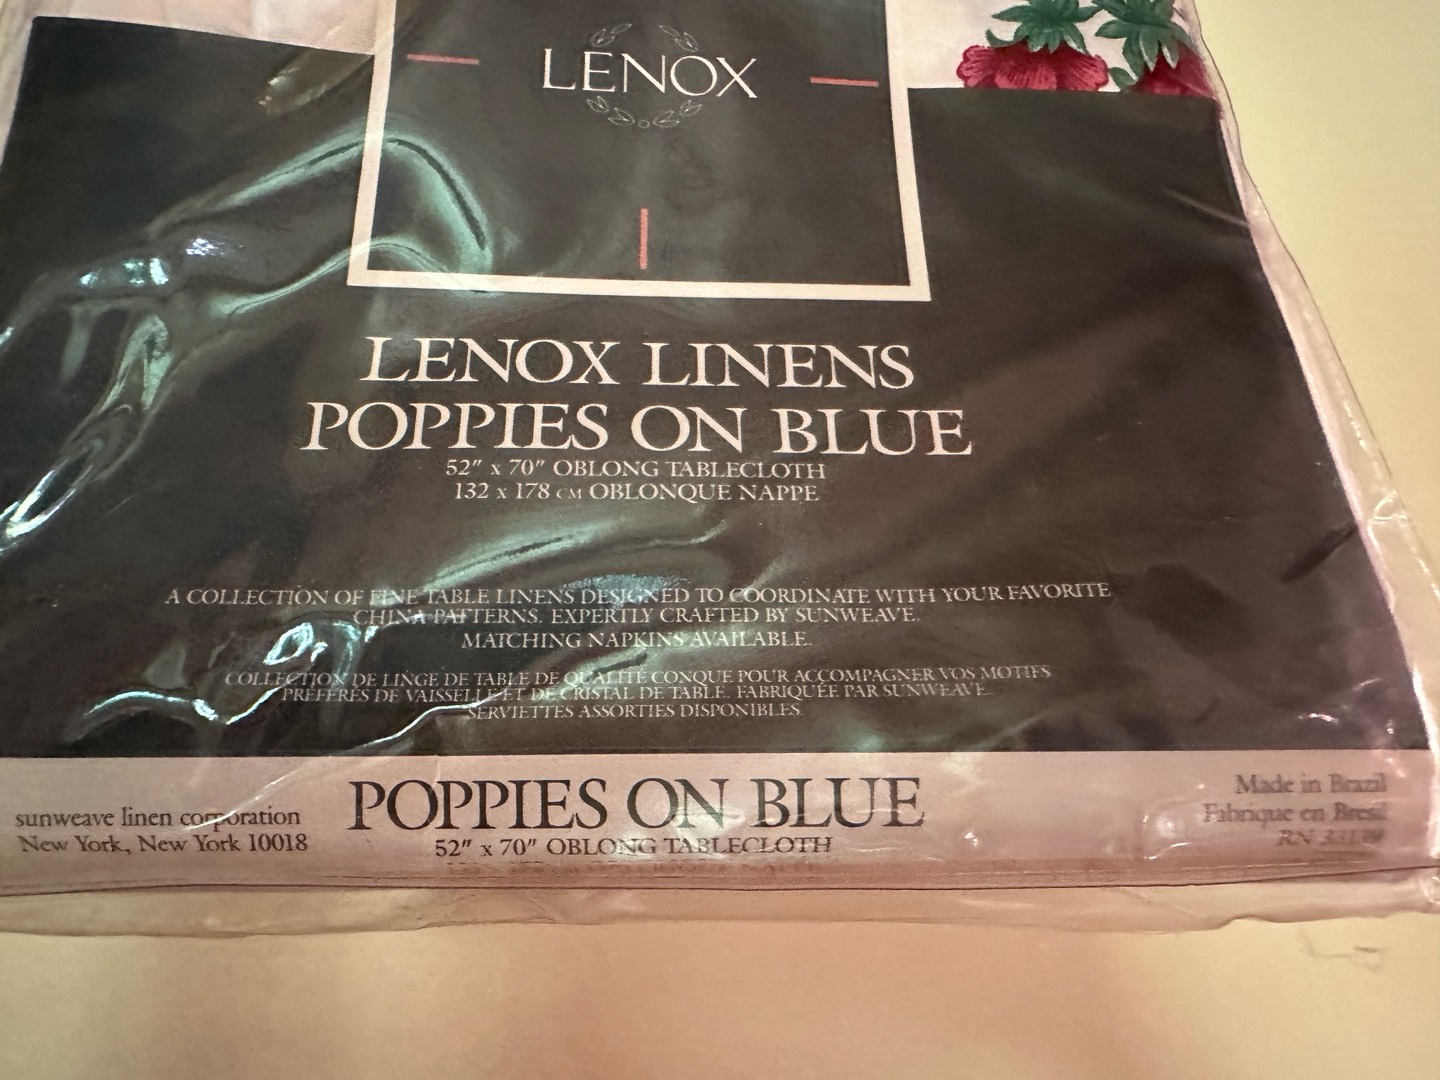 LENOX
LENOX LINENS
POPPIES ON BLUE
52" x 70" OBLONG TABLECLOTH
132 x 178 CM OBLONQUE NAPPE
A COLLECTION OF FINE TABLE LINENS DESIGNED TO COORDINATE WITH YOUR FAVORITE
CHINA PATTERNS. EXPERTLY CRAFTED BY SUNWEAVE.
MATCHING NAPKINS AVAILABLE.
COLLECTION DE LINGE DE TABLE DE QUALITÉ CONQUE POUR ACCOMPAGNER VOS MOTIFS
PRÉFÉRÉS DE VAISSELLE ET DE CRISTAL DE TABLE. FABRIQUÉE PAR SUNWEAVE.
SERVIETTES ASSORTIES DISPONIBLES.
sunweave linen corporation
New York, New York 10018
POPPIES ON BLUE
52" x 70" OBLONG TABLECLOTH
Made in Brazil
Fabrique en Bresil
RN